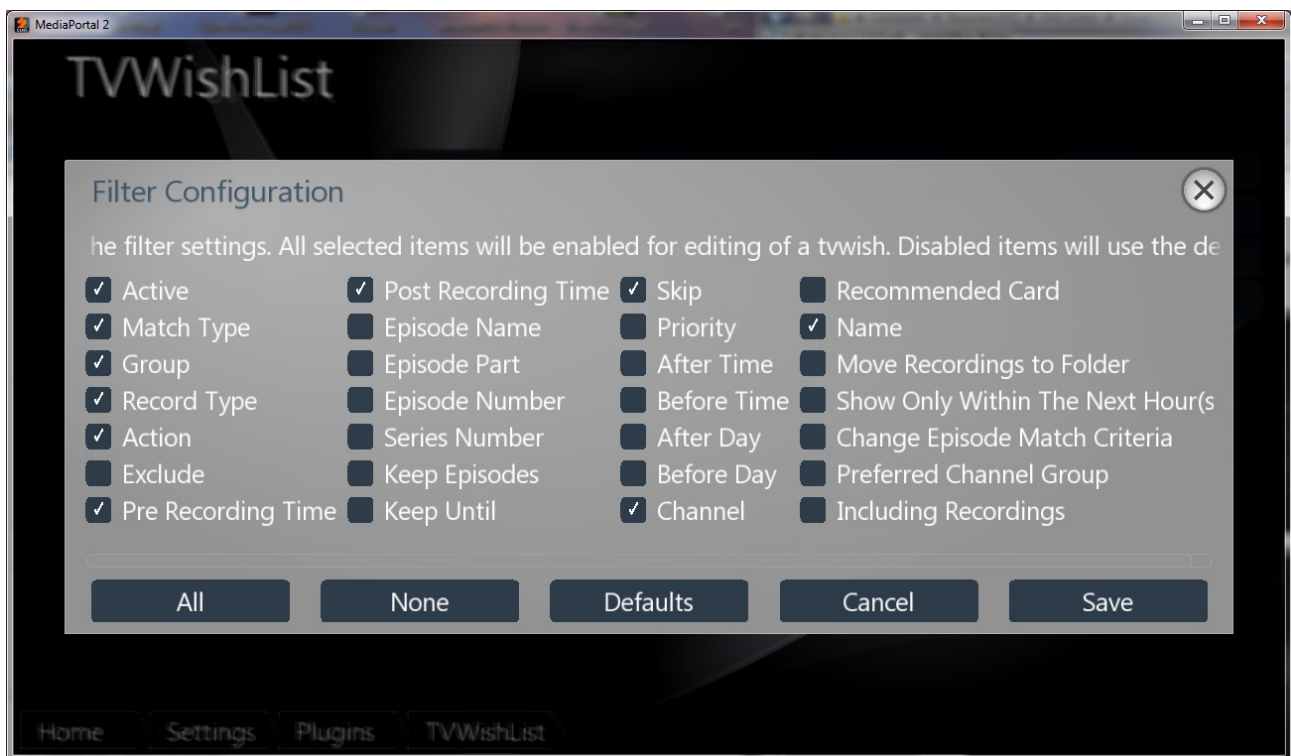 MediaPortal 2
TVWishList
Filter Configuration
he filter settings. All selected items will be enabled for editing of a tvwish. Disabled items will use the de
Active Post Recording Time Skip Recommended Card
Match Type Episode Name Priority Name
Group Episode Part After Time Move Recordings to Folder
Record Type Episode Number Before Time Show Only Within The Next Hour(s
Action Series Number After Day Change Episode Match Criteria
Exclude Keep Episodes Before Day Preferred Channel Group
Pre Recording Time Keep Until Channel Including Recordings
All None Defaults Cancel Save
Home Settings Plugins TVWishList